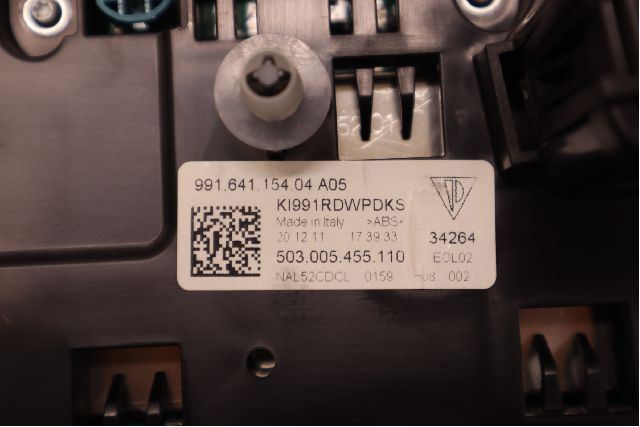 991.641.154.04 A05
KI991RDWPDKS
Made in Italy >ABS<
20 12 11 17 39 33
34264
503.005.455.110
EOL02
NAL52CDCL 0159 002